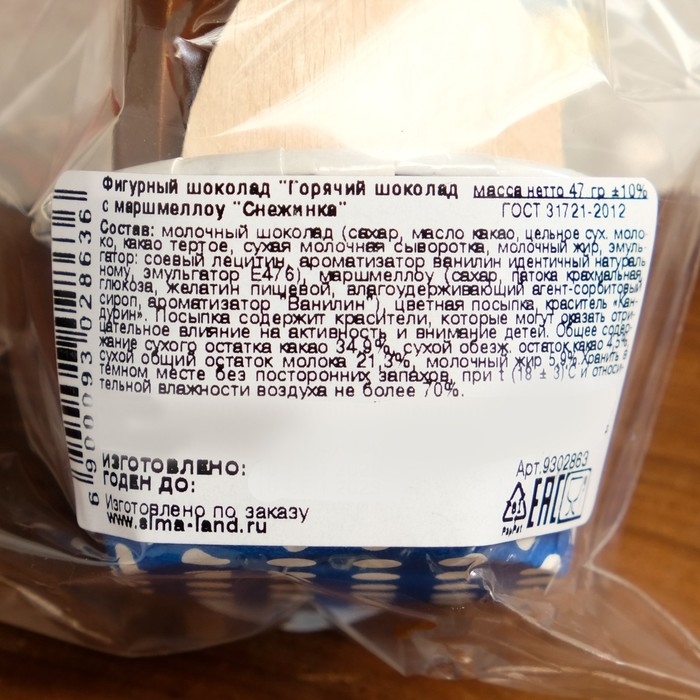 Фигурный шоколад "Горячий шоколад масса нетто 47 гр ±10%
с маршмеллоу "Снежинка" ГОСТ 31721-2012
Состав: молочный шоколад (сахар, масло какао, цельное сух. моло-
ко, какао тертое, сухая молочная сыворотка, молочный жир, эмуль-
гатор: соевый лецитин, ароматизатор ванилин идентичный натураль
ному, эмульгатор Е476), маршмеллоу (сахар, патока крахмальная,
глюкоза, желатин пищевой, влагоудерживающий агент-сорбитовый
сироп, ароматизатор "Ванилин"), цветная посыпка, краситель «Кан-
дурин». Посыпка содержит красители, которые могут оказать отри-
цательное влияние на активность и внимание детей. Общее содер-
жание сухого остатка какао 34,9%, сухой обезж. остаток какао 4,5%
сухой общий остаток молока 21,3%, молочный жир 5,9%. Хранить в
темном месте без посторонних запахов, при t (18 ± 3)°С и относи-
тельной влажности воздуха не более 70%.
ИЗГОТОВЛЕНО:
ГОДЕН ДО:
Арт.9302863
Изготовлено по заказу
www.sima-land.ru
81
PapPet
EAC
6900093028636